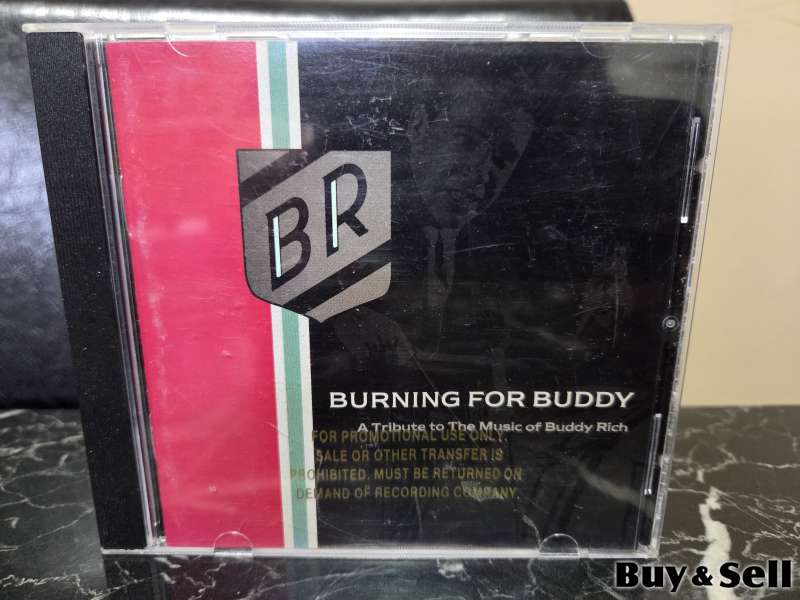 BR
BURNING FOR BUDDY
A Tribute to The Music of Buddy Rich
FOR PROMOTIONAL USE ONLY.
SALE OR OTHER TRANSFER IS
PROHIBITED. MUST BE RETURNED ON
DEMAND OF RECORDING COMPANY.
Buy & Sell